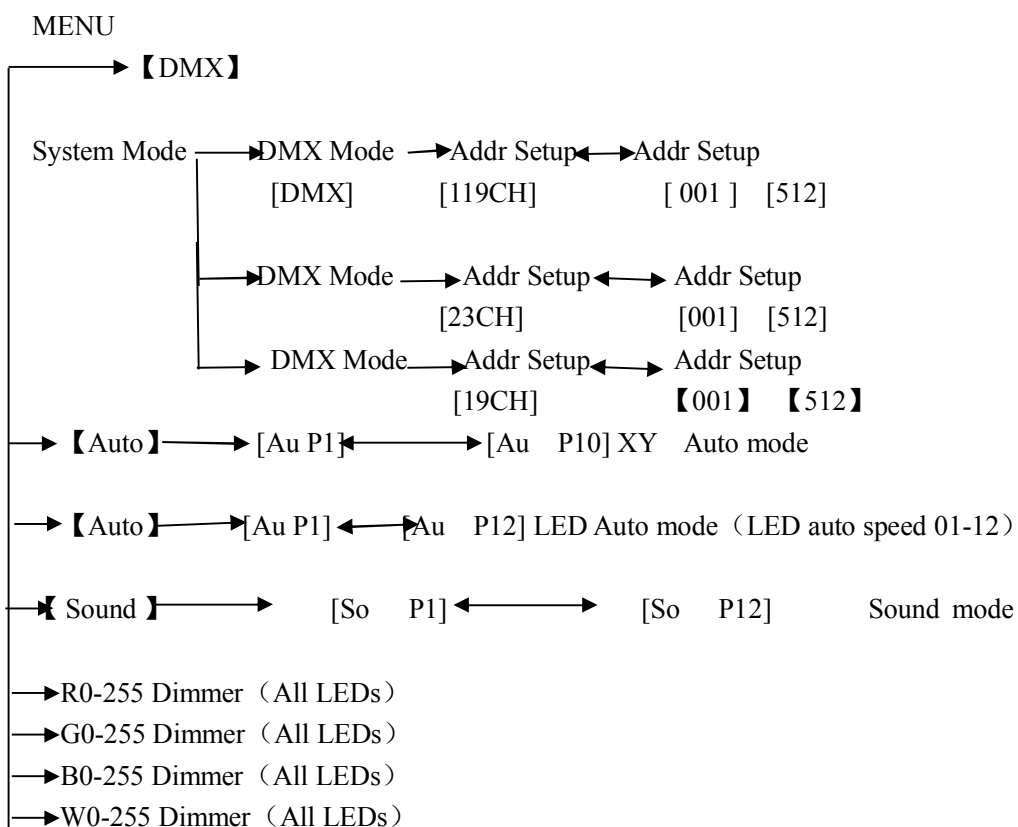 MENU
【DMX】
System Mode DMX Mode Addr Setup Addr Setup
[DMX] [119CH] [ 001 ] [512]
DMX Mode Addr Setup Addr Setup
[23CH] [001] [512]
DMX Mode Addr Setup Addr Setup
[19CH] 【001】 【512】
【Auto】 [Au P1] [Au P10] XY Auto mode
【Auto】 [Au P1] [Au P12] LED Auto mode（LED auto speed 01-12）
【 Sound 】 [So P1] [So P12] Sound mode
R0-255 Dimmer（All LEDs）
G0-255 Dimmer（All LEDs）
B0-255 Dimmer（All LEDs）
W0-255 Dimmer（All LEDs）